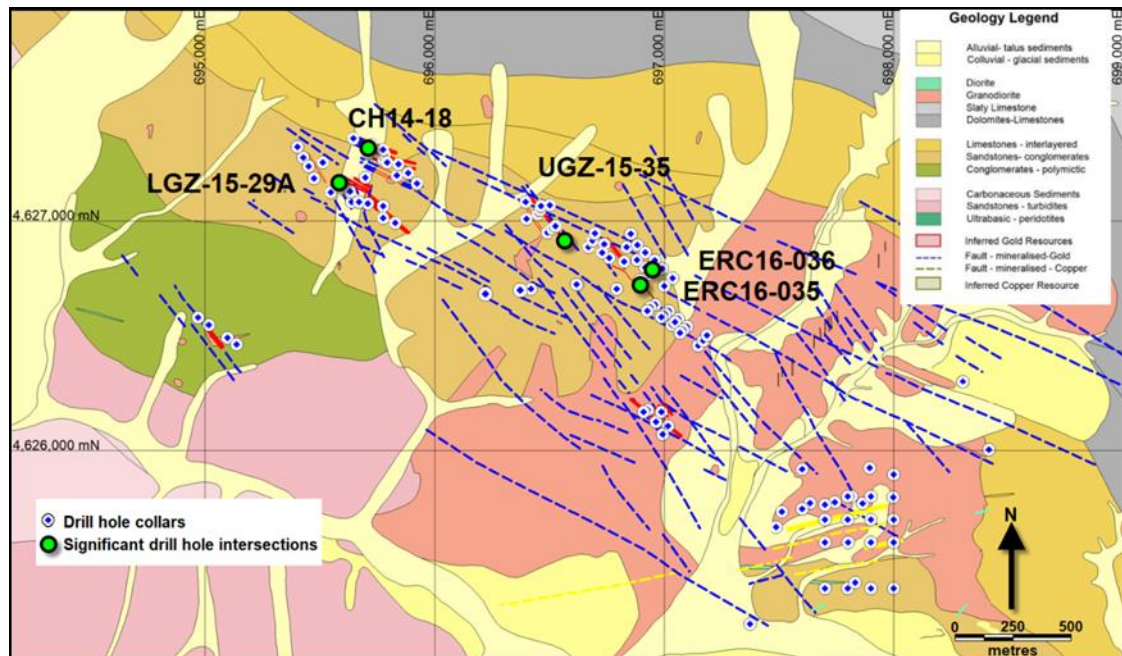 695,000 mE
696,000 mE
697,000 mE
698,000 mE
699,000 mE
Geology Legend
Alluvial- talus sediments
Colluvial - glacial sediments
Diorite
Granodiorite
Slaty Limestone
Dolomites-Limestones
Limestones - interlayered
Sandstones- conglomerates
Conglomerates - polymictic
Carbonaceous Sediments
Sandstones - turbidites
Ultrabasic - peridotites
Inferred Gold Resources
Fault - mineralised-Gold
Fault - mineralised - Copper
Inferred Copper Resource
CH14-18
UGZ-15-35
LGZ-15-29A
4,627,000 mN
ERC16-036
ERC16-035
4,626,000 mN
Drill hole collars
Significant drill hole intersections
N
0 250 500
metres